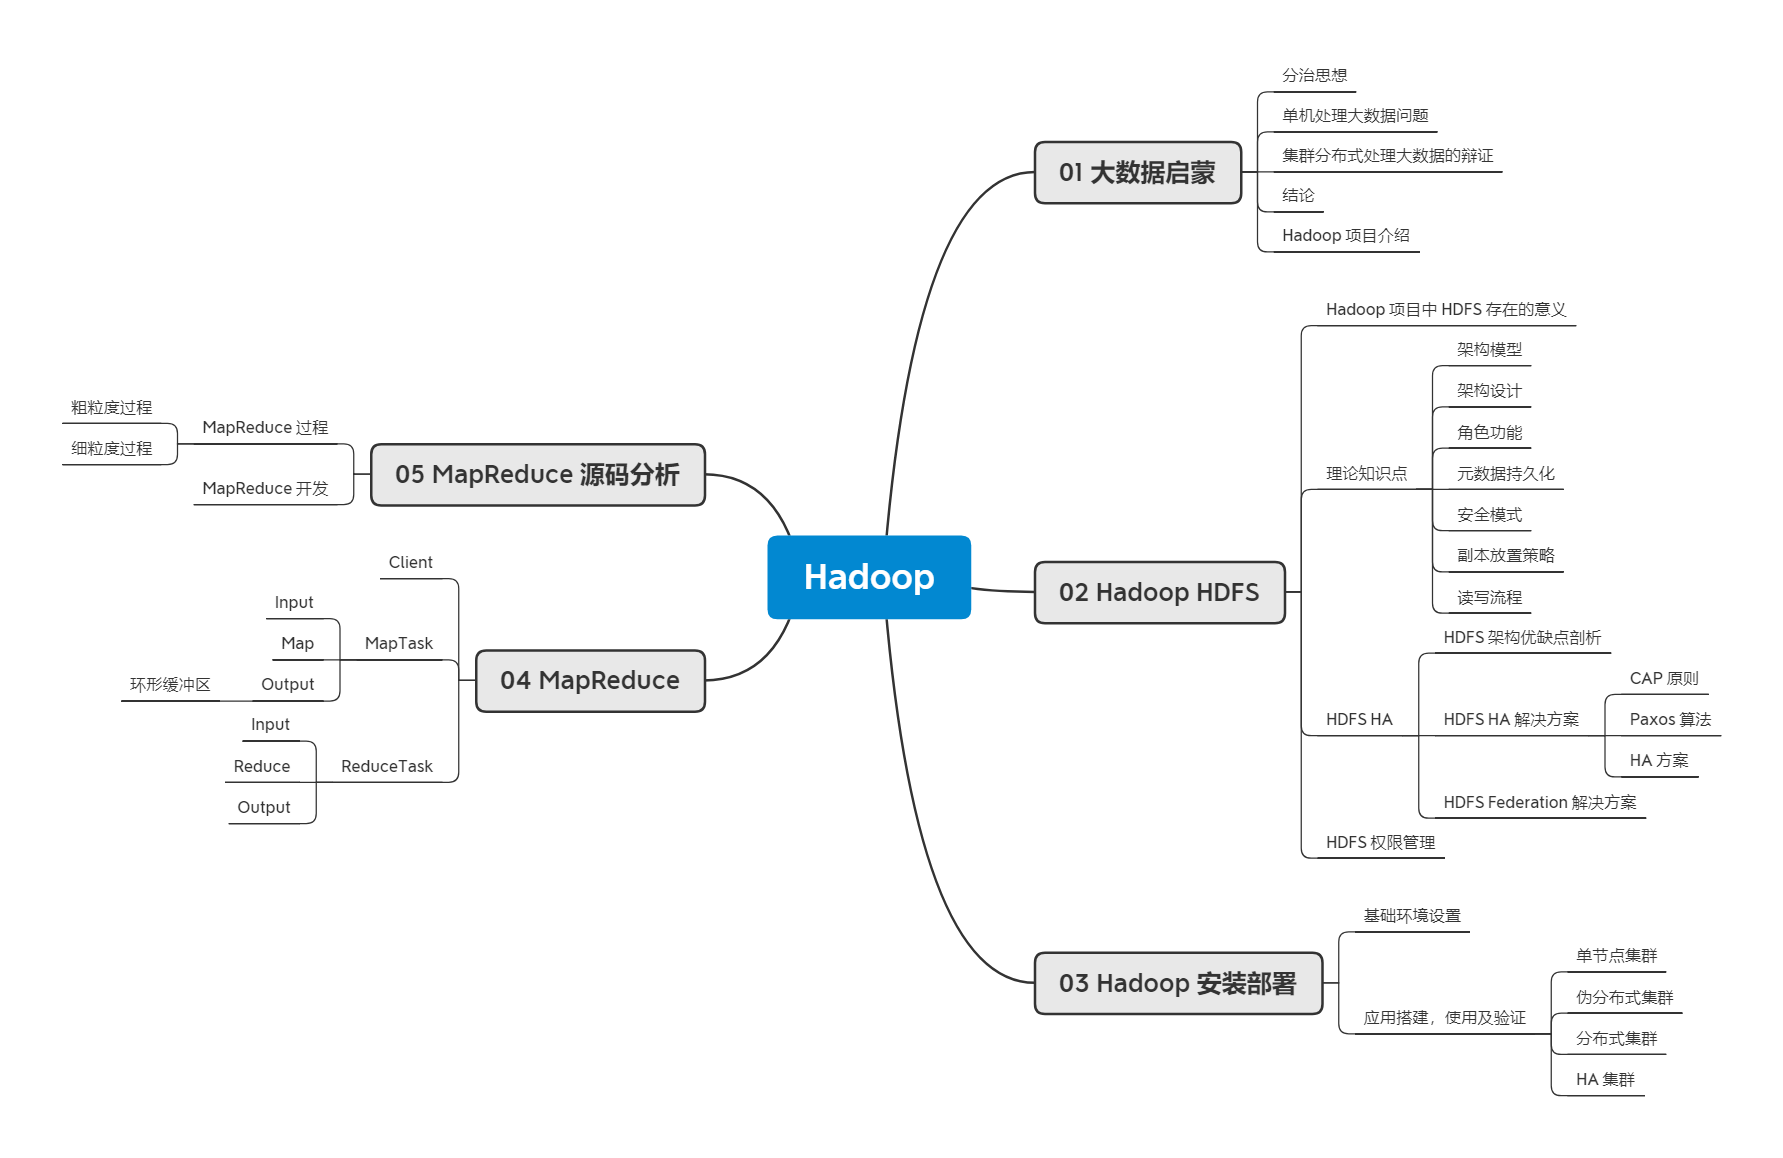 Hadoop
01 大数据启蒙
分治思想
单机处理大数据问题
集群分布式处理大数据的辩证
结论
Hadoop 项目介绍
02 Hadoop HDFS
Hadoop 项目中 HDFS 存在的意义
理论知识点
架构模型
架构设计
角色功能
元数据持久化
安全模式
副本放置策略
读写流程
HDFS HA
HDFS 架构优缺点剖析
HDFS HA 解决方案
CAP 原则
Paxos 算法
HA 方案
HDFS Federation 解决方案
HDFS 权限管理
03 Hadoop 安装部署
基础环境设置
应用搭建，使用及验证
单节点集群
伪分布式集群
分布式集群
HA 集群
04 MapReduce
Client
MapTask
Input
Map
Output
环形缓冲区
ReduceTask
Input
Reduce
Output
05 MapReduce 源码分析
MapReduce 过程
粗粒度过程
细粒度过程
MapReduce 开发